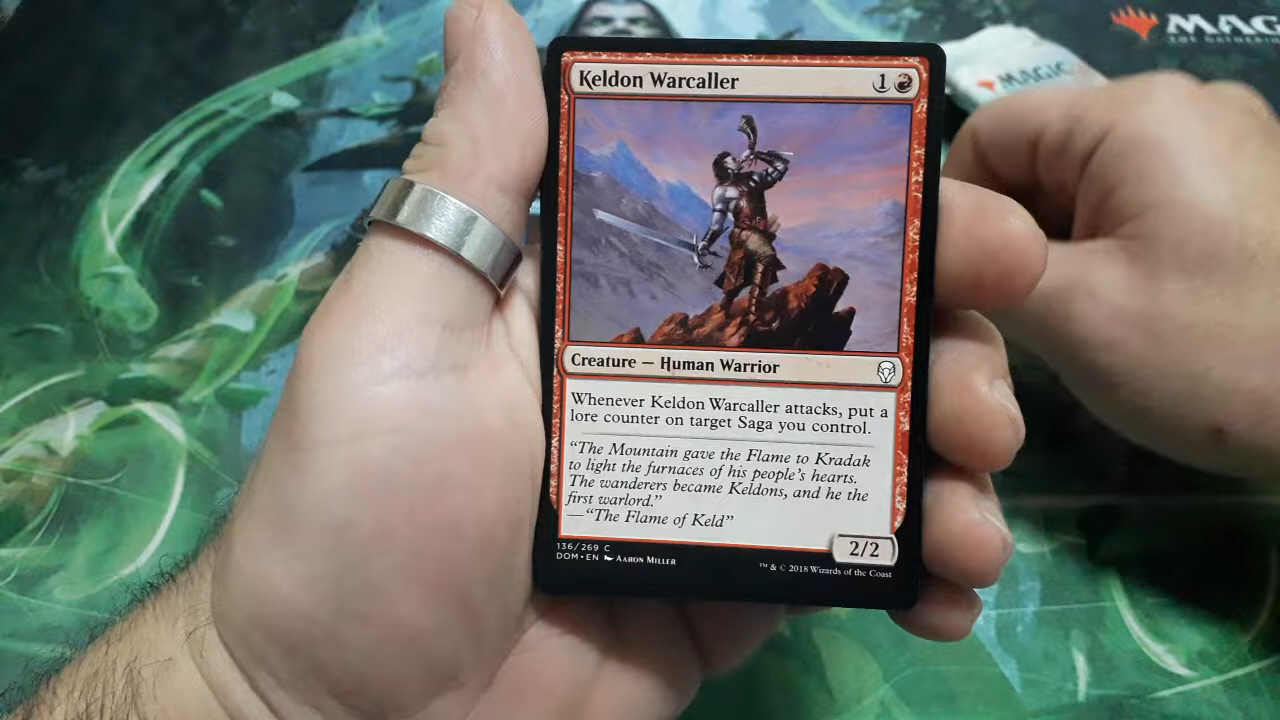 MAG
MAGIC
Keldon Warcaller 1
Creature — Human Warrior
Whenever Keldon Warcaller attacks, put a
lore counter on target Saga you control.
“The Mountain gave the Flame to Kradak
to light the furnaces of his people’s hearts.
The wanderers became Keldons, and he the
first warlord.”
—“The Flame of Keld”
2/2
136/269 C
DOM • EN Aaron Miller
™ & © 2018 Wizards of the Coast